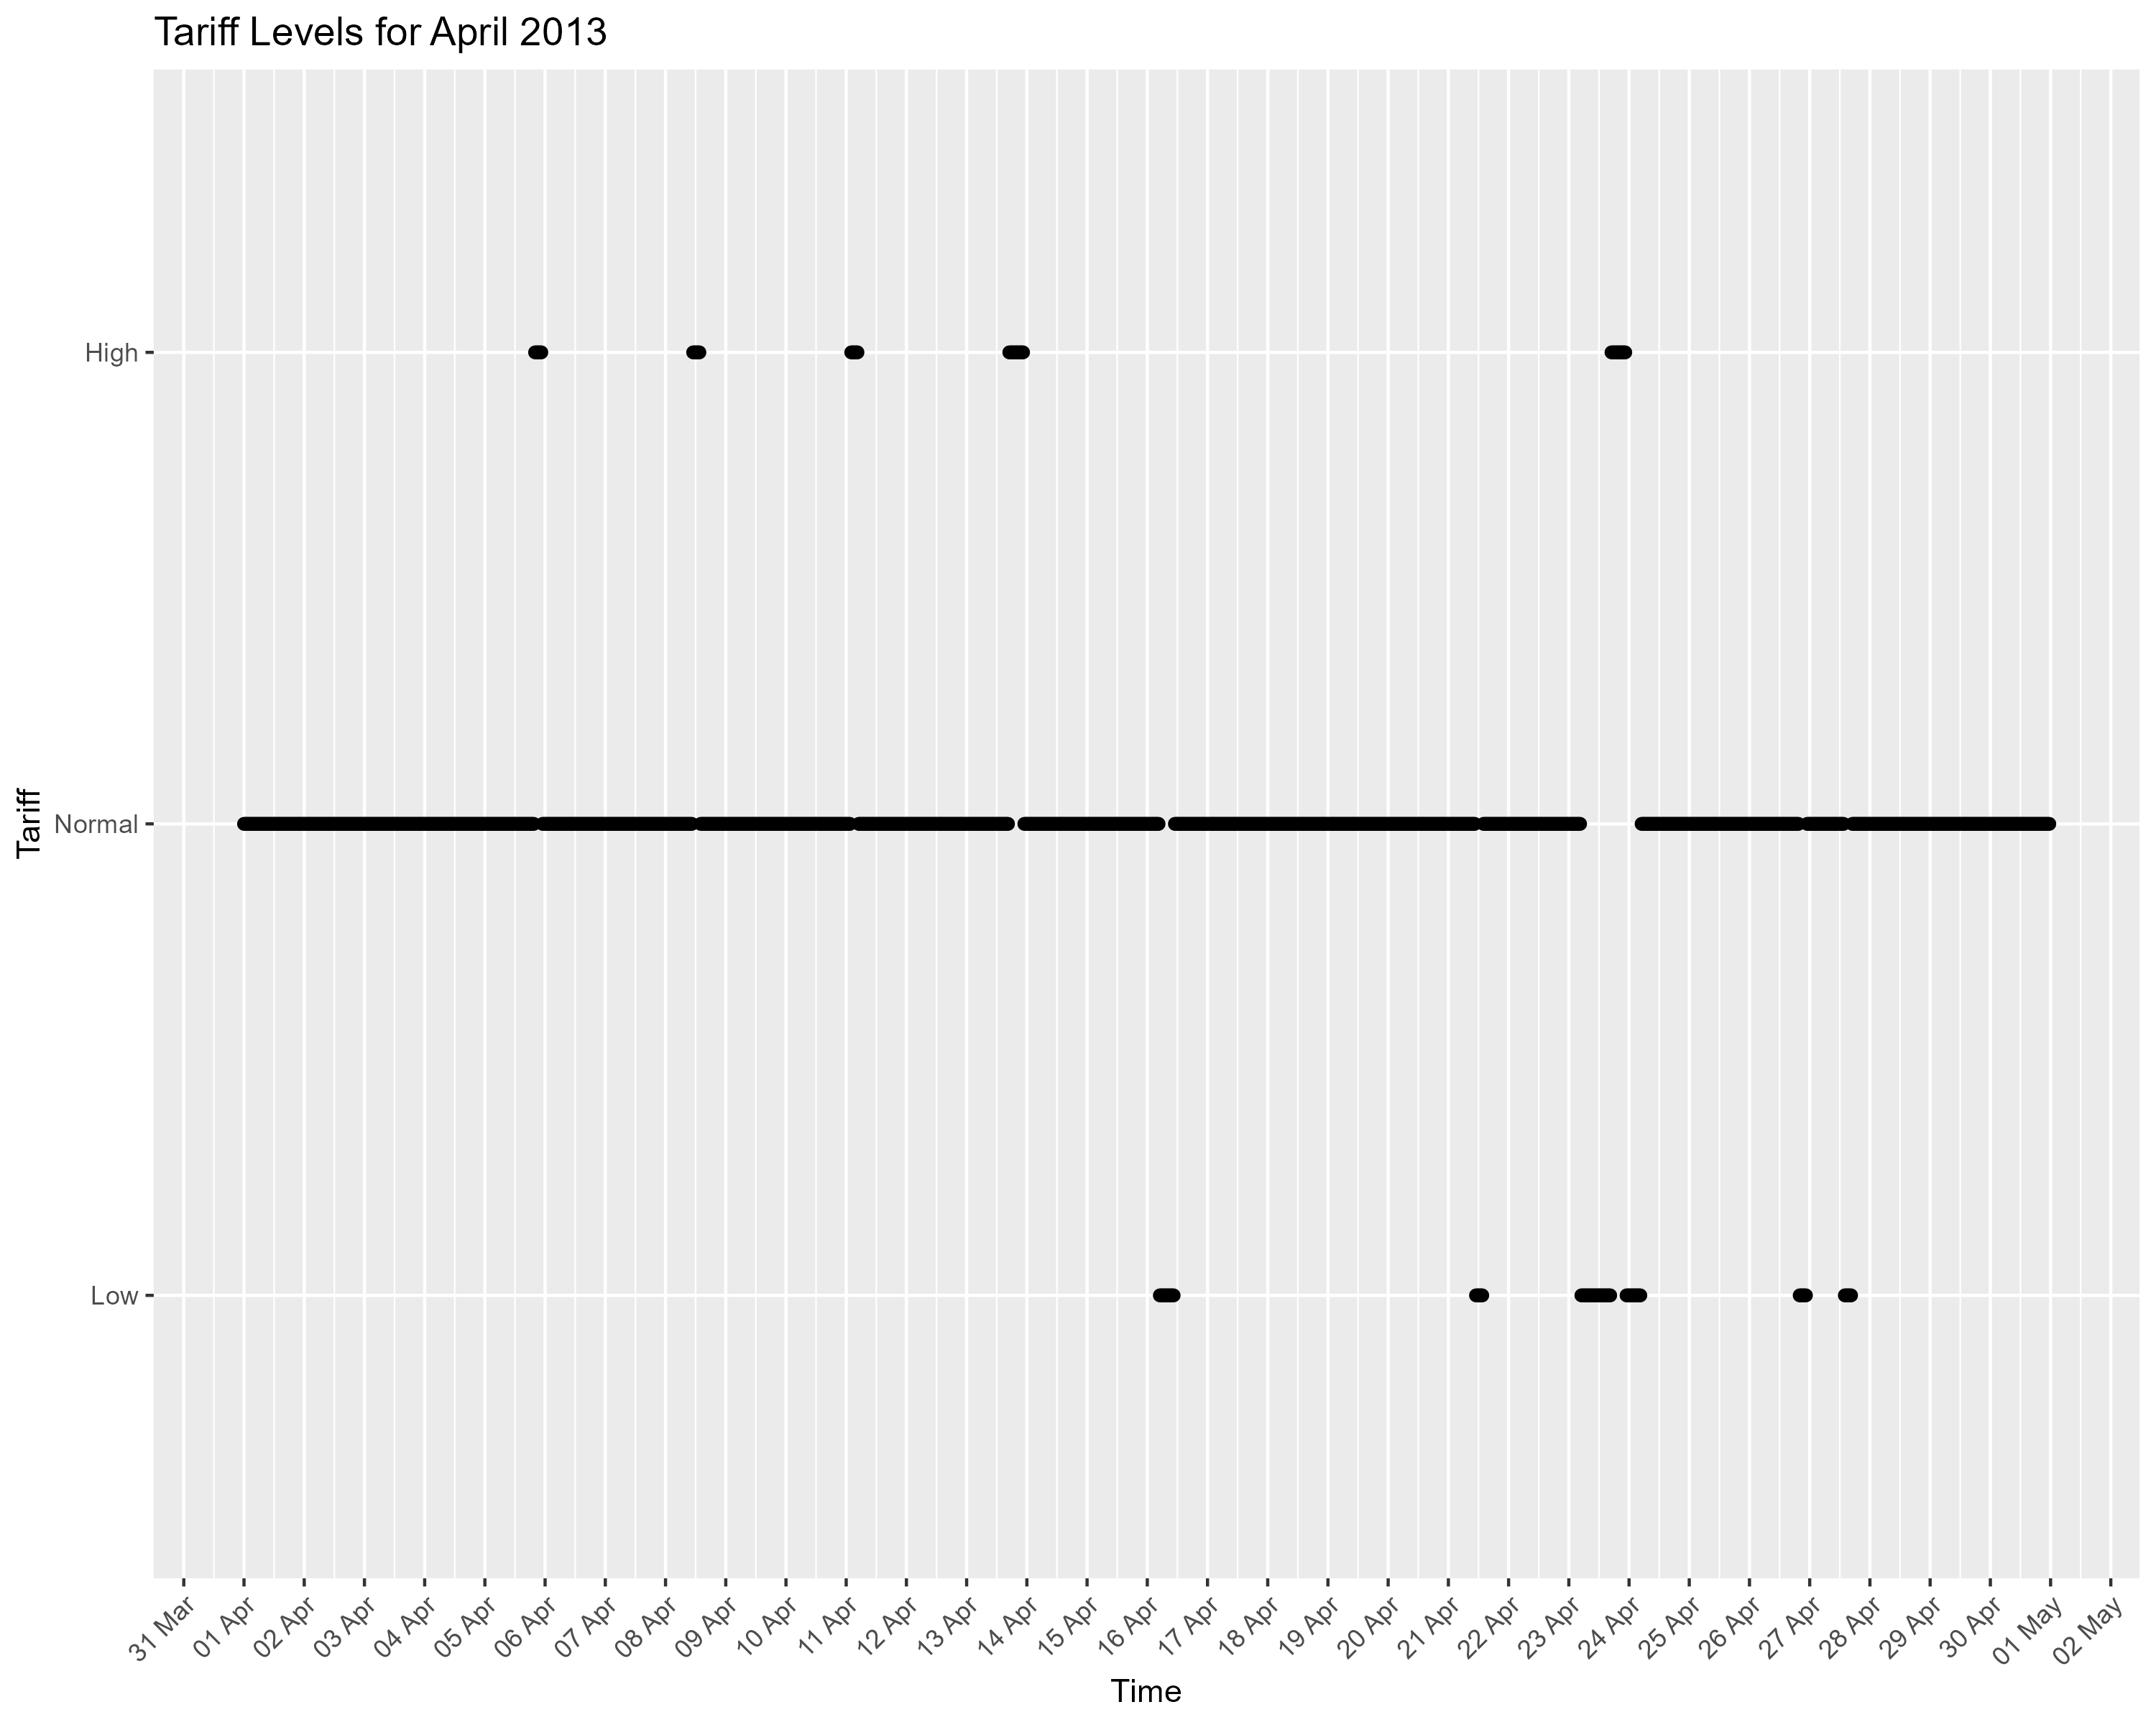 Tariff Levels for April 2013
Tariff
High
Normal
Low
31 Mar
01 Apr
02 Apr
03 Apr
04 Apr
05 Apr
06 Apr
07 Apr
08 Apr
09 Apr
10 Apr
11 Apr
12 Apr
13 Apr
14 Apr
15 Apr
16 Apr
17 Apr
18 Apr
19 Apr
20 Apr
21 Apr
22 Apr
23 Apr
24 Apr
25 Apr
26 Apr
27 Apr
28 Apr
29 Apr
30 Apr
01 May
02 May
Time